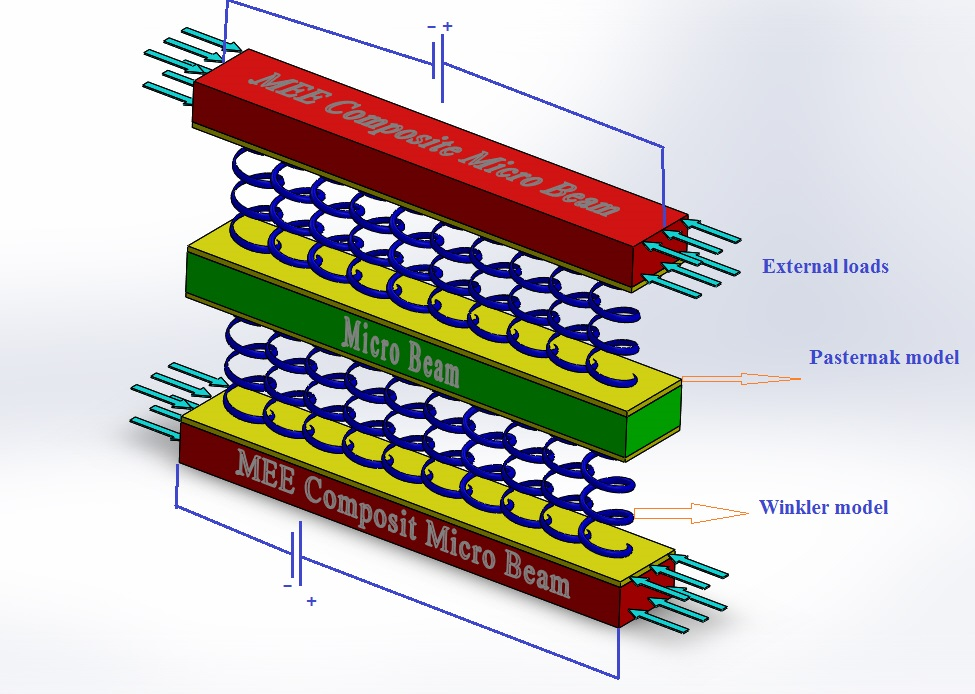 − +
MEE Composite Micro Beam
External loads
Pasternak model
Micro Beam
Winkler model
MEE Composit Micro Beam
−
+